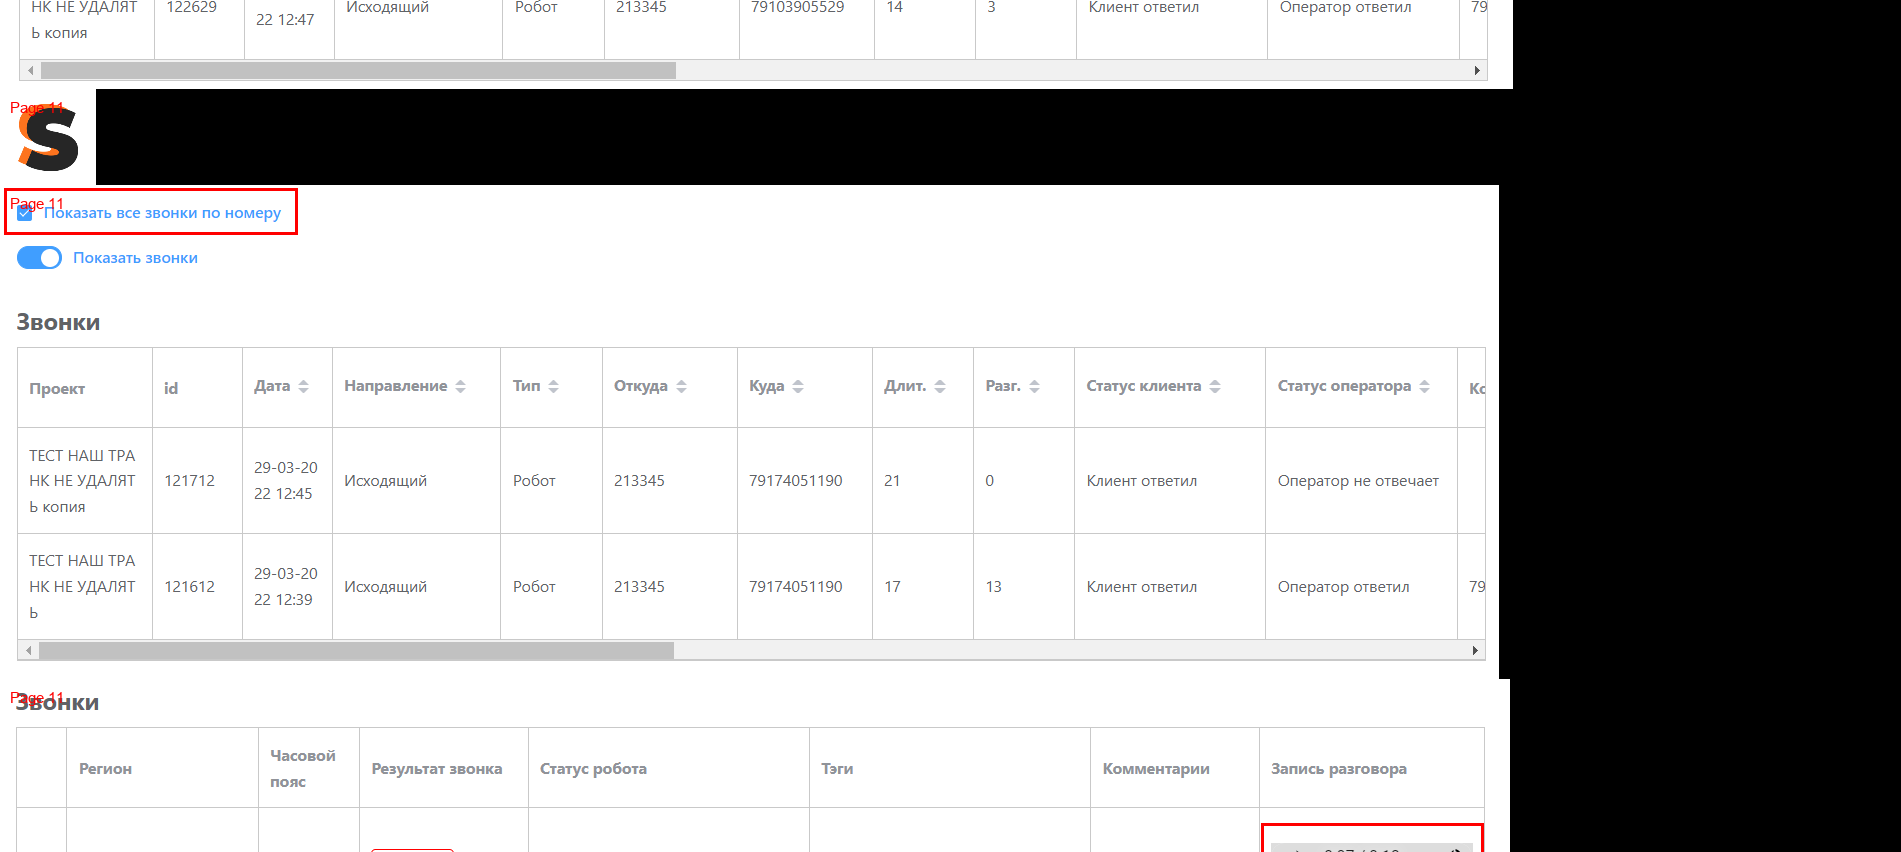 НК НЕ УДАЛЯТ 122629 22 12:47 Исходящий Робот 213345 79103905529 14 3 Клиент ответил Оператор ответил 79
Ь копия
Page 11
S
Page 11
Показать все звонки по номеру
Показать звонки
Звонки
Проект id Дата Направление Тип Откуда Куда Длит. Разг. Статус клиента Статус оператора Ко
ТЕСТ НАШ ТРА
НК НЕ УДАЛЯТ
Ь копия
121712
29-03-20
22 12:45
Исходящий Робот 213345 79174051190 21 0 Клиент ответил Оператор не отвечает
ТЕСТ НАШ ТРА
НК НЕ УДАЛЯТ
Ь
121612
29-03-20
22 12:39
Исходящий Робот 213345 79174051190 17 13 Клиент ответил Оператор ответил 79
Page 11
Звонки
Регион
Часовой
пояс
Результат звонка Статус робота Тэги Комментарии Запись разговора